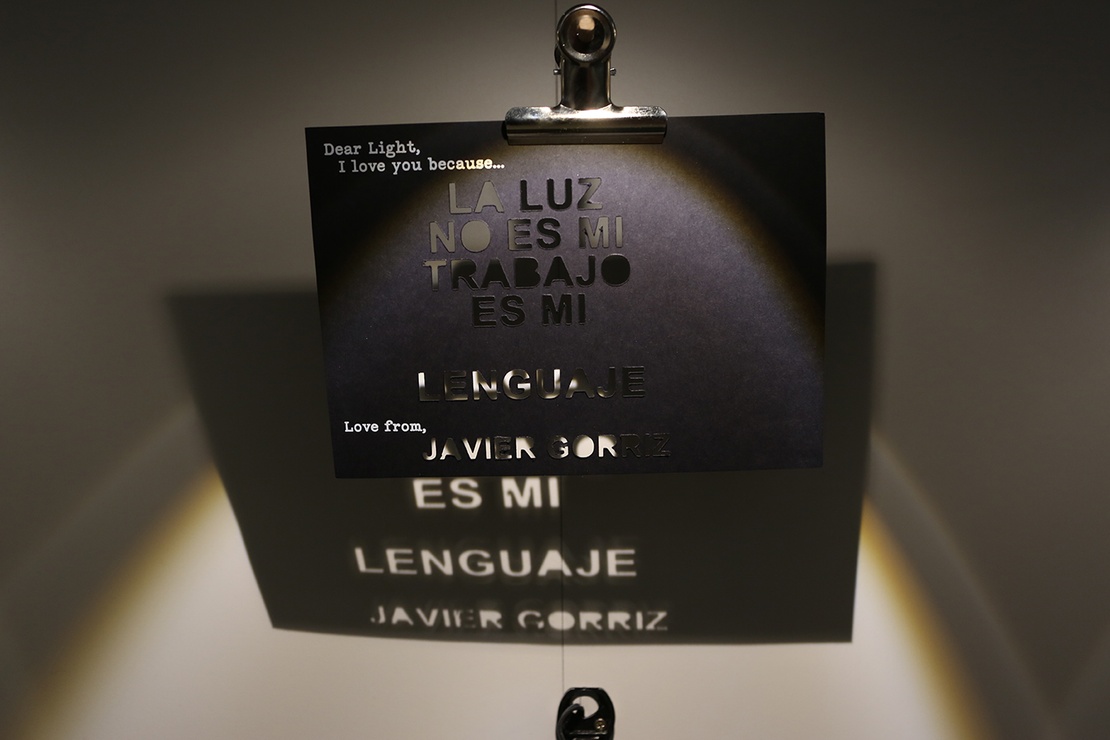 Dear Light,
I love you because...
LA LUZ
NO ES MI
TRABAJO
ES MI
LENGUAJE
Love from,
JAVIER GORRIZ
ES MI
LENGUAJE
JAVIER GORRIZ